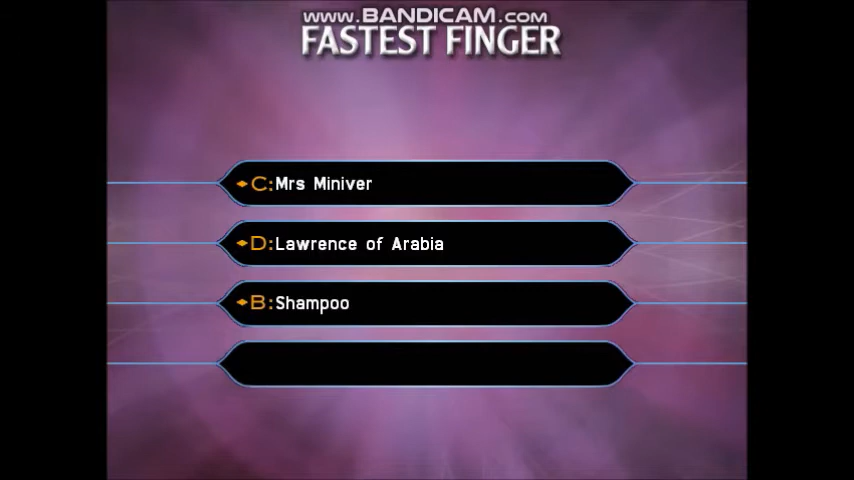 www.BANDICAM.com
FASTEST FINGER
C: Mrs Miniver
D: Lawrence of Arabia
B: Shampoo